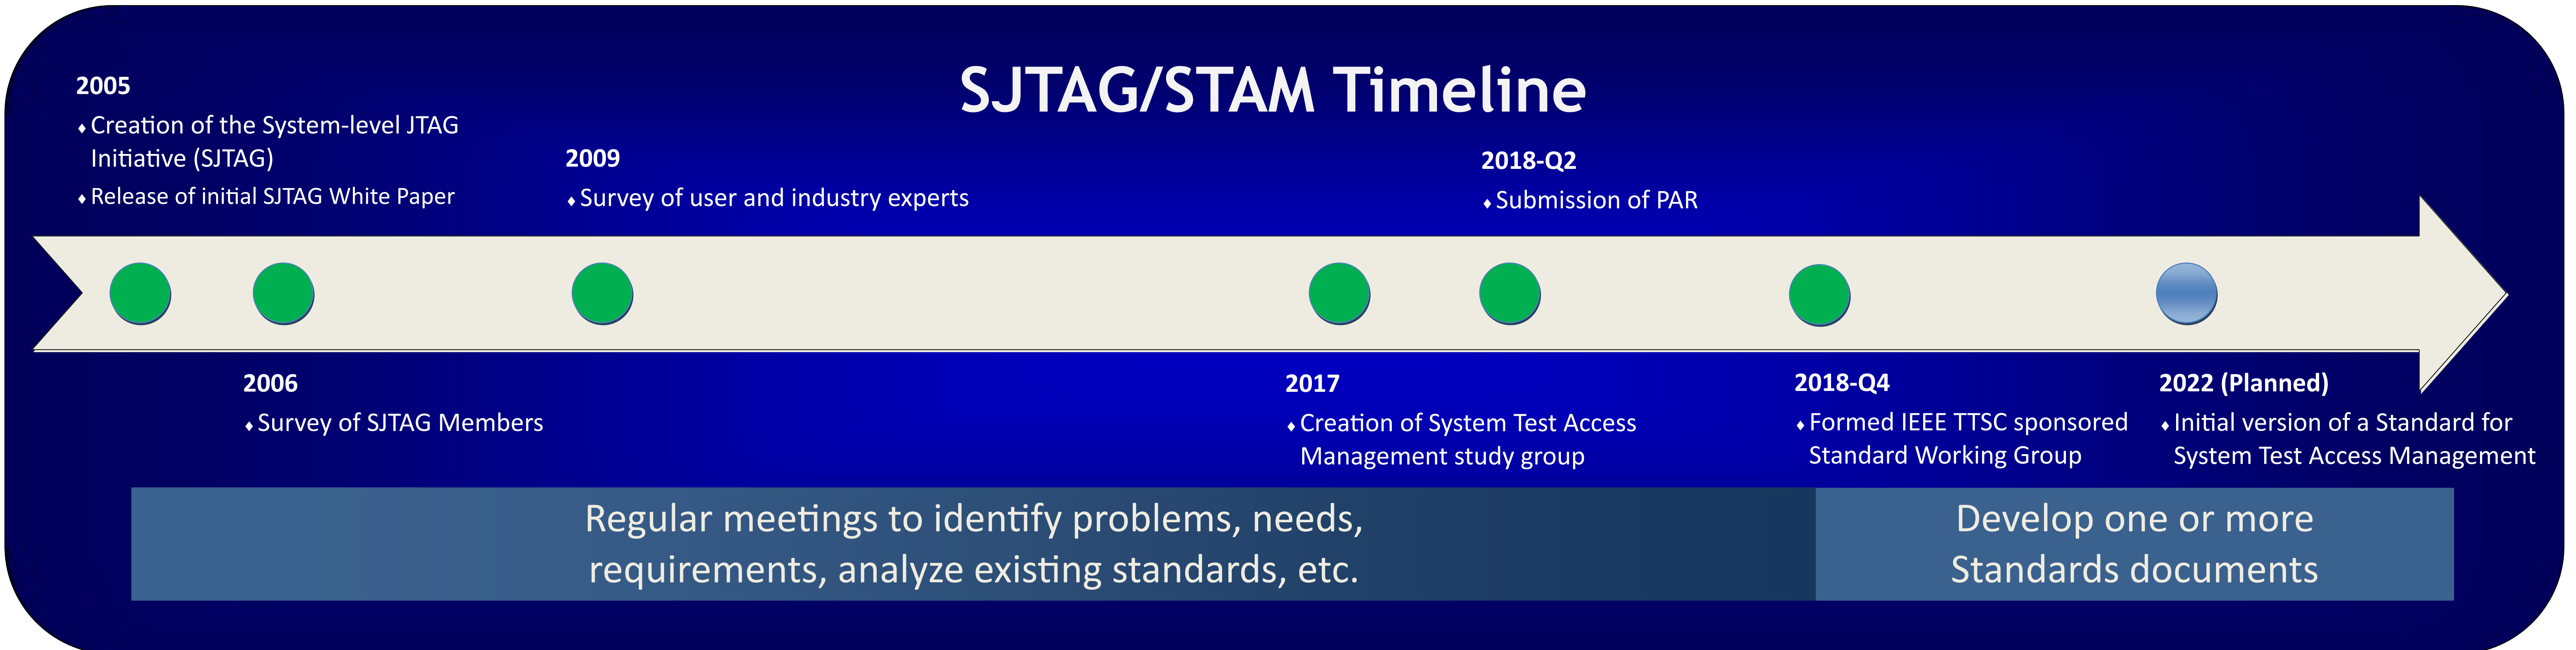 SJTAG/STAM Timeline
2005
♦ Creation of the System-level JTAG
Initiative (SJTAG)
♦ Release of initial SJTAG White Paper
2009
♦ Survey of user and industry experts
2018-Q2
♦ Submission of PAR
2006
♦ Survey of SJTAG Members
2017
♦ Creation of System Test Access
Management study group
2018-Q4
♦ Formed IEEE TTSC sponsored
Standard Working Group
2022 (Planned)
♦ Initial version of a Standard for
System Test Access Management
Regular meetings to identify problems, needs,
requirements, analyze existing standards, etc.
Develop one or more
Standards documents